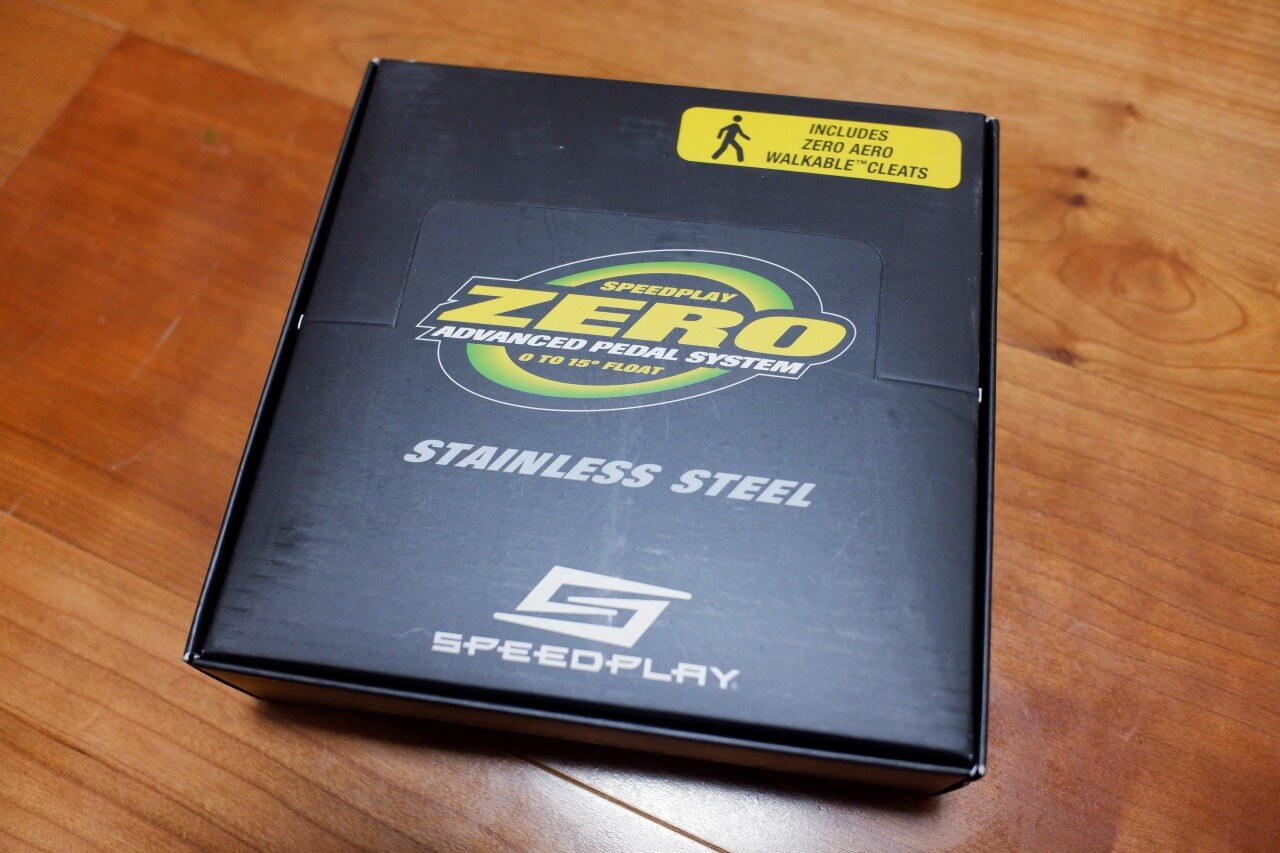 INCLUDES
ZERO AERO
WALKABLE™ CLEATS
SPEEDPLAY
ZERO
ADVANCED PEDAL SYSTEM
0 TO 15° FLOAT
STAINLESS STEEL
SPEEDPLAY